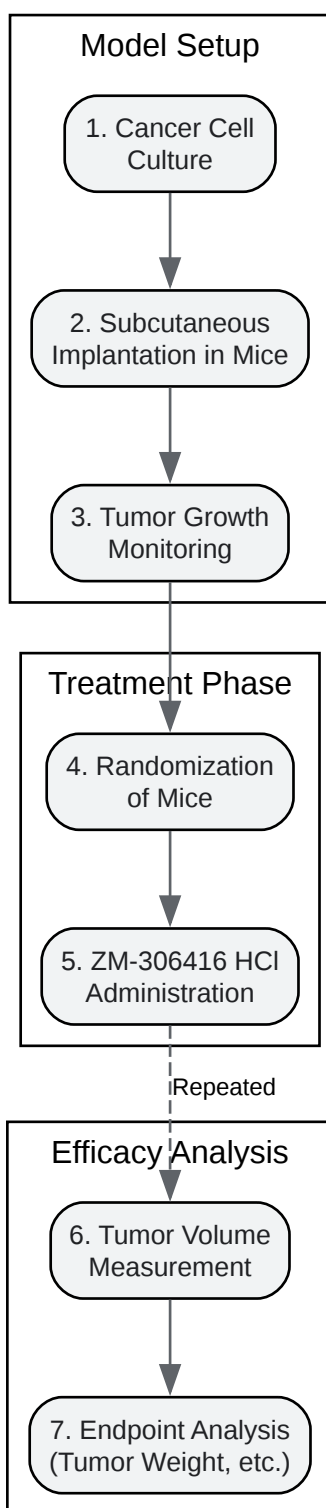 Model Setup
1. Cancer Cell
Culture
2. Subcutaneous
Implantation in Mice
3. Tumor Growth
Monitoring
Treatment Phase
4. Randomization
of Mice
5. ZM-306416 HCl
Administration
Repeated
Efficacy Analysis
6. Tumor Volume
Measurement
7. Endpoint Analysis
(Tumor Weight, etc.)